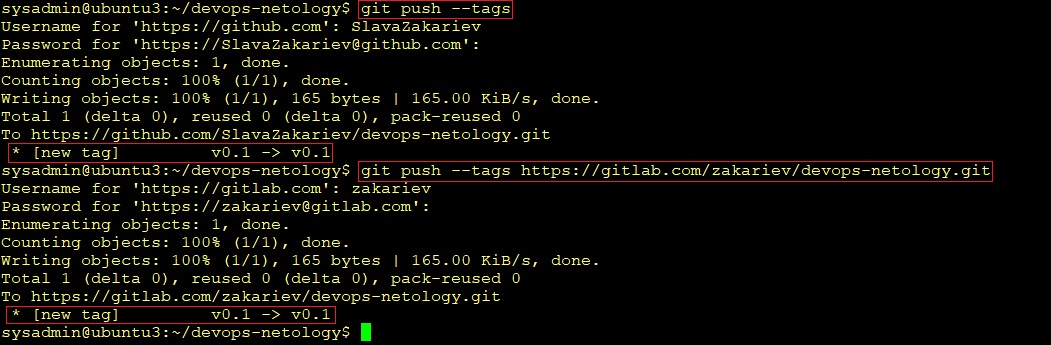 sysadmin@ubuntu3:~/devops-netology$ git push --tags
Username for 'https://github.com': SlavaZakariev
Password for 'https://SlavaZakariev@github.com':
Enumerating objects: 1, done.
Counting objects: 100% (1/1), done.
Writing objects: 100% (1/1), 165 bytes | 165.00 KiB/s, done.
Total 1 (delta 0), reused 0 (delta 0), pack-reused 0
To https://github.com/SlavaZakariev/devops-netology.git
 * [new tag]         v0.1 -> v0.1
sysadmin@ubuntu3:~/devops-netology$ git push --tags https://gitlab.com/zakariev/devops-netology.git
Username for 'https://gitlab.com': zakariev
Password for 'https://zakariev@gitlab.com':
Enumerating objects: 1, done.
Counting objects: 100% (1/1), done.
Writing objects: 100% (1/1), 165 bytes | 165.00 KiB/s, done.
Total 1 (delta 0), reused 0 (delta 0), pack-reused 0
To https://gitlab.com/zakariev/devops-netology.git
 * [new tag]         v0.1 -> v0.1
sysadmin@ubuntu3:~/devops-netology$